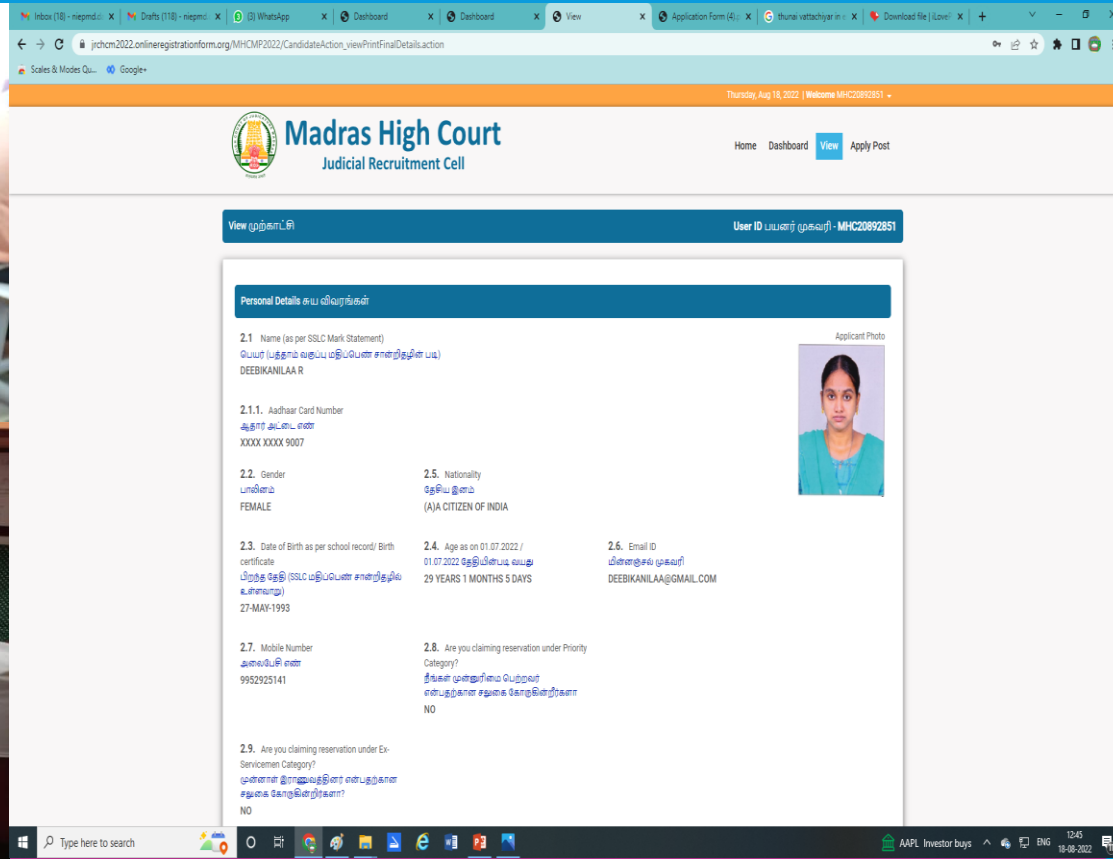 Inbox (18) - niepmd.di
Drafts (118) - niepmd.
(3) WhatsApp
Dashboard
Dashboard
View
Application Form (4).p
thunai vattachiyar in e
Download file | iLoveP
jrchcm2022.onlineregistrationform.org/MHCMP2022/CandidateAction_viewPrintFinalDetails.action
Scales & Modes Qu...
Google+
Thursday, Aug 18, 2022 | Welcome MHC20892851
Madras High Court
Judicial Recruitment Cell
Home Dashboard View Apply Post
View முற்காட்சி
User ID பயனர் முகவரி - MHC20892851
Personal Details சுய விவரங்கள்
Applicant Photo
2.1 Name (as per SSLC Mark Statement)
பெயர் (பத்தாம் வகுப்பு மதிப்பெண் சான்றிதழின் படி)
DEEBIKANILAA R
2.1.1. Aadhaar Card Number
ஆதார் அட்டை எண்
XXXX XXXX 9007
2.2. Gender
பாலினம்
FEMALE
2.5. Nationality
தேசிய இனம்
(A)A CITIZEN OF INDIA
2.3. Date of Birth as per school record/ Birth
certificate
பிறந்த தேதி (SSLC மதிப்பெண் சான்றிதழில்
உள்ளவாறு)
27-MAY-1993
2.4. Age as on 01.07.2022 /
01.07.2022 தேதியின்படி வயது
29 YEARS 1 MONTHS 5 DAYS
2.6. Email ID
மின்னஞ்சல் முகவரி
DEEBIKANILAA@GMAIL.COM
2.7. Mobile Number
அலைபேசி எண்
9952925141
2.8. Are you claiming reservation under Priority
Category?
நீங்கள் முன்னுரிமை பெற்றவர்
என்பதற்கான சலுகை கோருகின்றீர்களா
NO
2.9. Are you claiming reservation under Ex-
Servicemen Category?
முன்னாள் இராணுவத்தினர் என்பதற்கான
சலுகை கோருகின்றீர்களா?
NO
Type here to search
AAPL Investor buys
ENG
12:45
18-08-2022